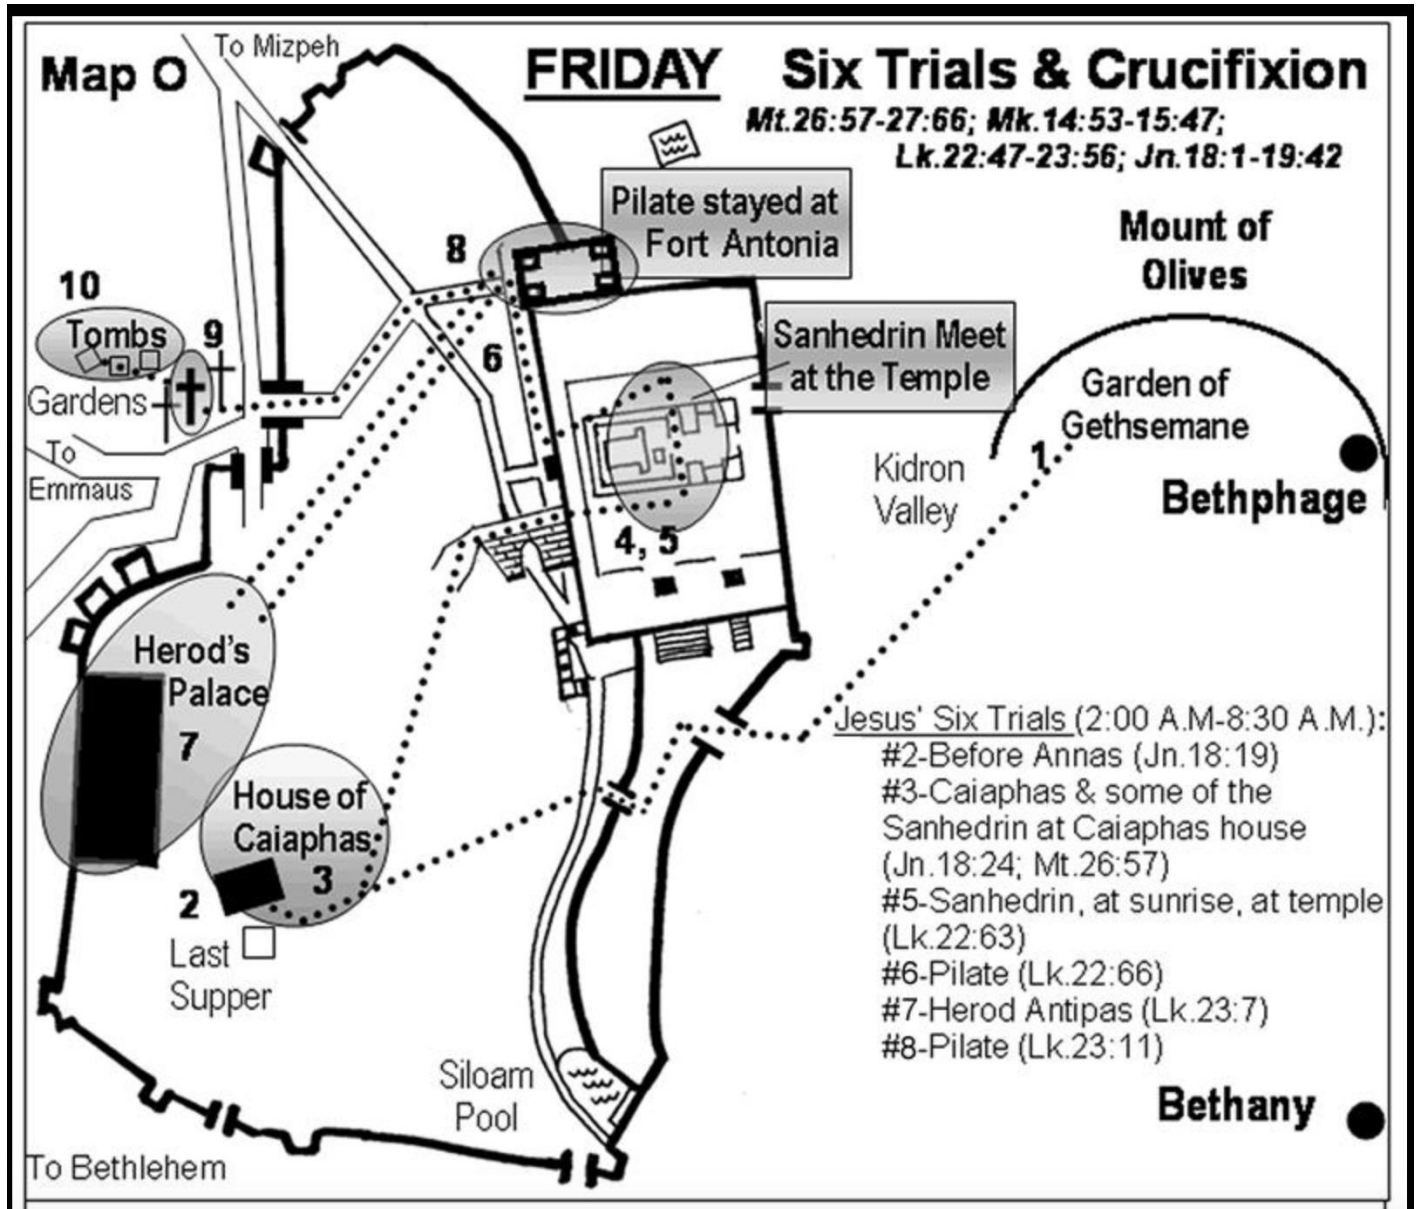 To Mizpeh
Map O
FRIDAY
Six Trials & Crucifixion
Mt.26:57-27:66; Mk.14:53-15:47;
Lk.22:47-23:56; Jn.18:1-19:42
Pilate stayed at
Fort Antonia
8
Mount of
Olives
10
Tombs
9
Gardens
6
Sanhedrin Meet
at the Temple
Garden of
Gethsemane
1
To
Emmaus
Kidron
Valley
Bethphage
4, 5
Herod's
Palace
7
House of
Caiaphas
3
2
Last
Supper
Jesus' Six Trials (2:00 A.M-8:30 A.M.):
#2-Before Annas (Jn.18:19)
#3-Caiaphas & some of the
Sanhedrin at Caiaphas house
(Jn.18:24; Mt.26:57)
#5-Sanhedrin, at sunrise, at temple
(Lk.22:63)
#6-Pilate (Lk.22:66)
#7-Herod Antipas (Lk.23:7)
#8-Pilate (Lk.23:11)
Siloam
Pool
Bethany
To Bethlehem